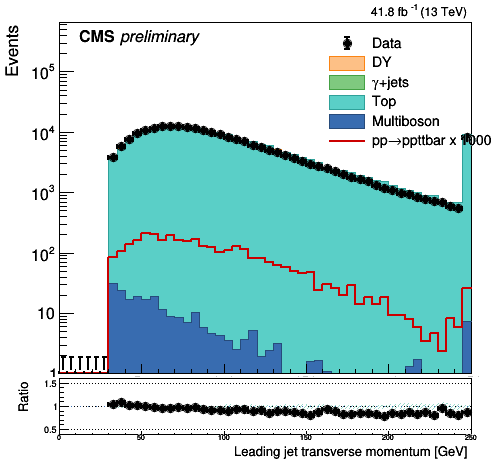 41.8 fb⁻¹ (13 TeV)
CMS preliminary
Events
Data
DY
γ+jets
Top
Multiboson
pp→ppttbar x 1000
10⁵
10⁴
10³
10²
10
1
1.5
1
0.5
Ratio
0 50 100 150 200 250
Leading jet transverse momentum [GeV]